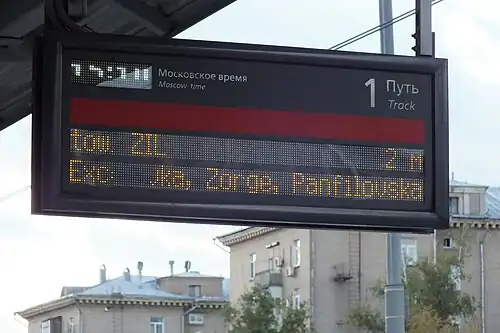 Московское время
Moscow time
1 Путь
Track
tow ZIL 2 M
Exc Zorge, Panfilovska